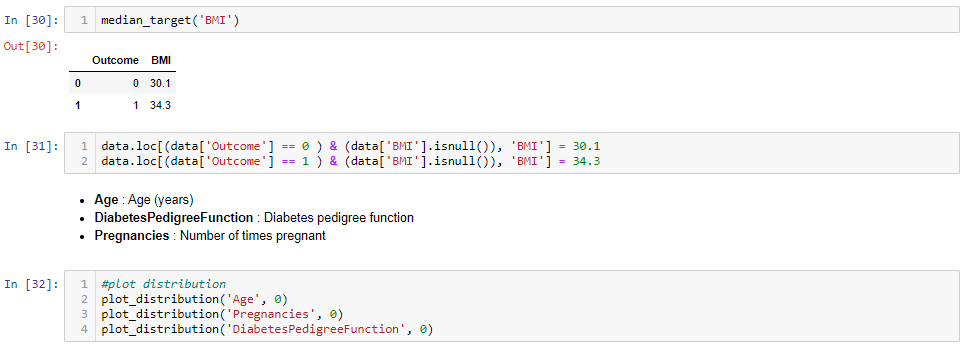 In [30]: 1 median_target('BMI')
Out[30]:
Outcome BMI
0 0 30.1
1 1 34.3
In [31]: 1 data.loc[(data['Outcome'] == 0 ) & (data['BMI'].isnull()), 'BMI'] = 30.1
2 data.loc[(data['Outcome'] == 1 ) & (data['BMI'].isnull()), 'BMI'] = 34.3
• Age : Age (years)
• DiabetesPedigreeFunction : Diabetes pedigree function
• Pregnancies : Number of times pregnant
In [32]: 1 #plot distribution
2 plot_distribution('Age', 0)
3 plot_distribution('Pregnancies', 0)
4 plot_distribution('DiabetesPedigreeFunction', 0)